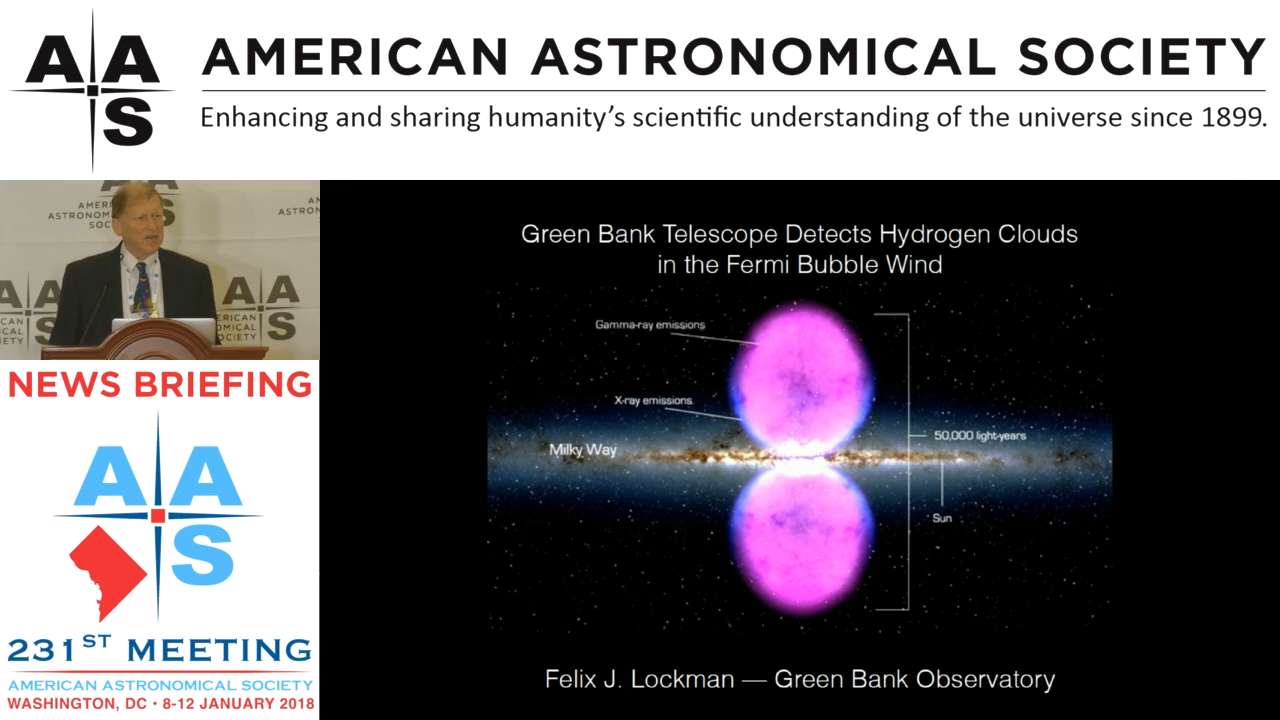 AAS
AMERICAN ASTRONOMICAL SOCIETY
Enhancing and sharing humanity's scientific understanding of the universe since 1899.
NEWS BRIEFING
AAS
231ST MEETING
AMERICAN ASTRONOMICAL SOCIETY
WASHINGTON, DC • 8-12 JANUARY 2018
Green Bank Telescope Detects Hydrogen Clouds
in the Fermi Bubble Wind
Gamma-ray emissions
X-ray emissions
Milky Way
50,000 light-years
Sun
Felix J. Lockman — Green Bank Observatory